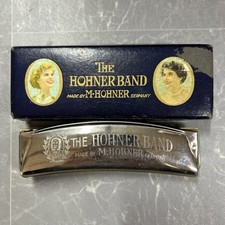 THE
HOHNER BAND
MADE BY M. HOHNER GERMANY
THE HOHNER BAND
MADE BY M. HOHNER